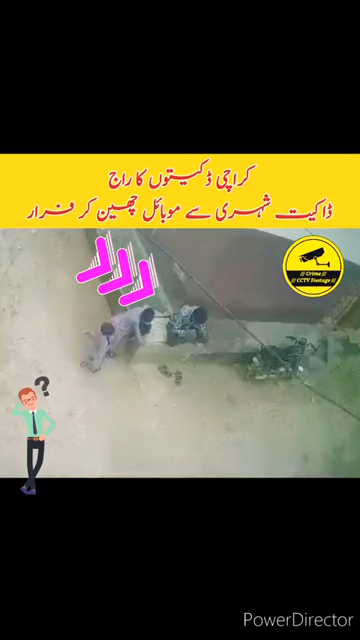 کراچی ڈکیتوں کا راج
ڈاکیت شہری سے موبائل چھین کر فرار
// Crime //
// CCTV Footage //
?
PowerDirector